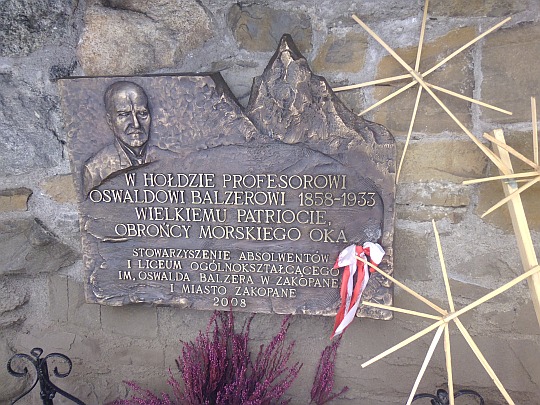 W HOŁDZIE PROFESOROWI
OSWALDOWI BALZEROWI 1858-1933
WIELKIEMU PATRIOCIE,
OBROŃCY MORSKIEGO OKA
STOWARZYSZENIE ABSOLWENTÓW
I LICEUM OGÓLNOKSZTAŁCĄCEGO
IM. OSWALDA BALZERA W ZAKOPANEM
I MIASTO ZAKOPANE
2008